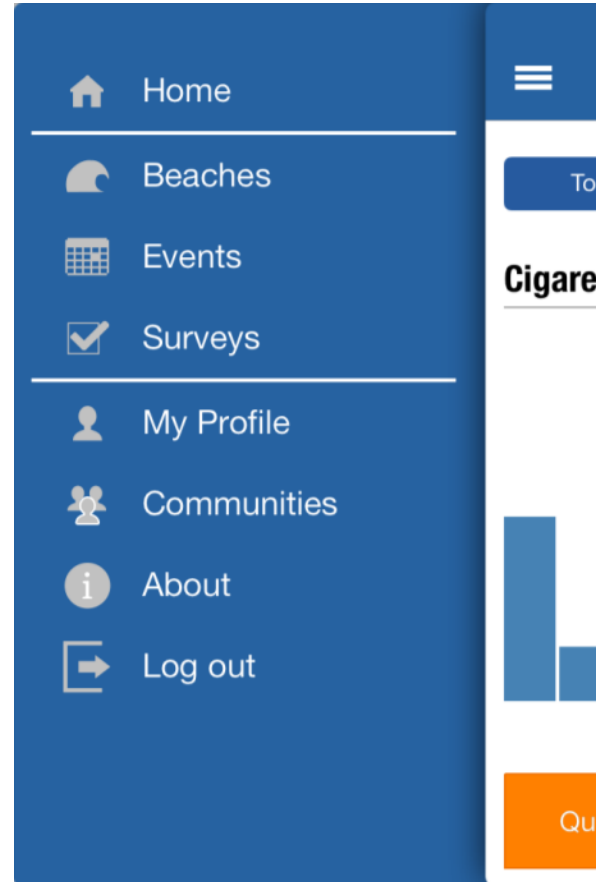 Home
Beaches
Events
Surveys
My Profile
Communities
About
Log out
To
Cigare
Qu